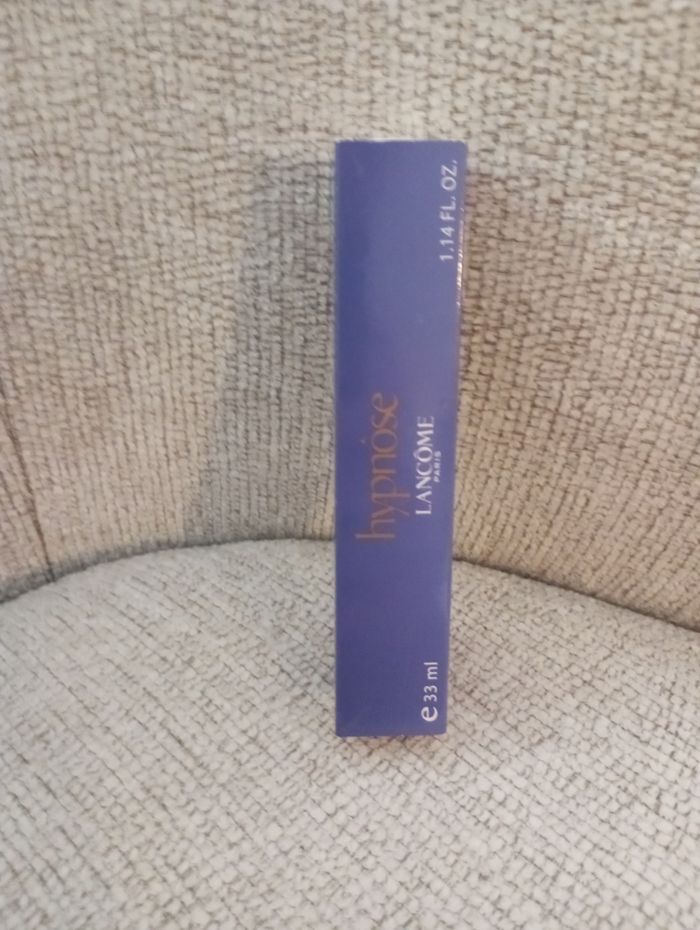 hypnôse
LANCÔME
PARIS
e 33 ml
1.14 FL. OZ.